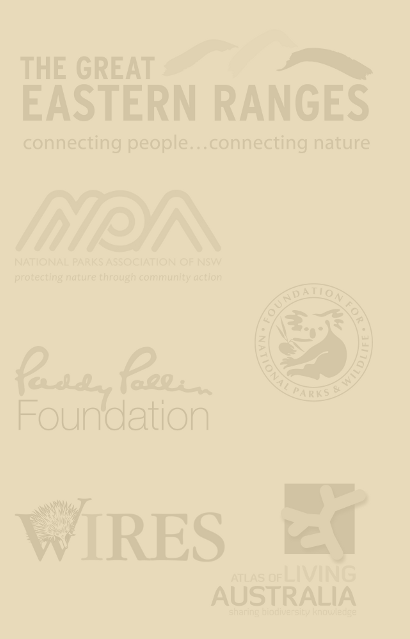 THE GREAT
EASTERN RANGES
connecting people...connecting nature
NATIONAL PARKS ASSOCIATION OF NSW
protecting nature through community action
FOUNDATION FOR
NATIONAL PARKS & WILDLIFE
Paddy Pallin
Foundation
WIRES
ATLAS OF LIVING
AUSTRALIA
sharing biodiversity knowledge